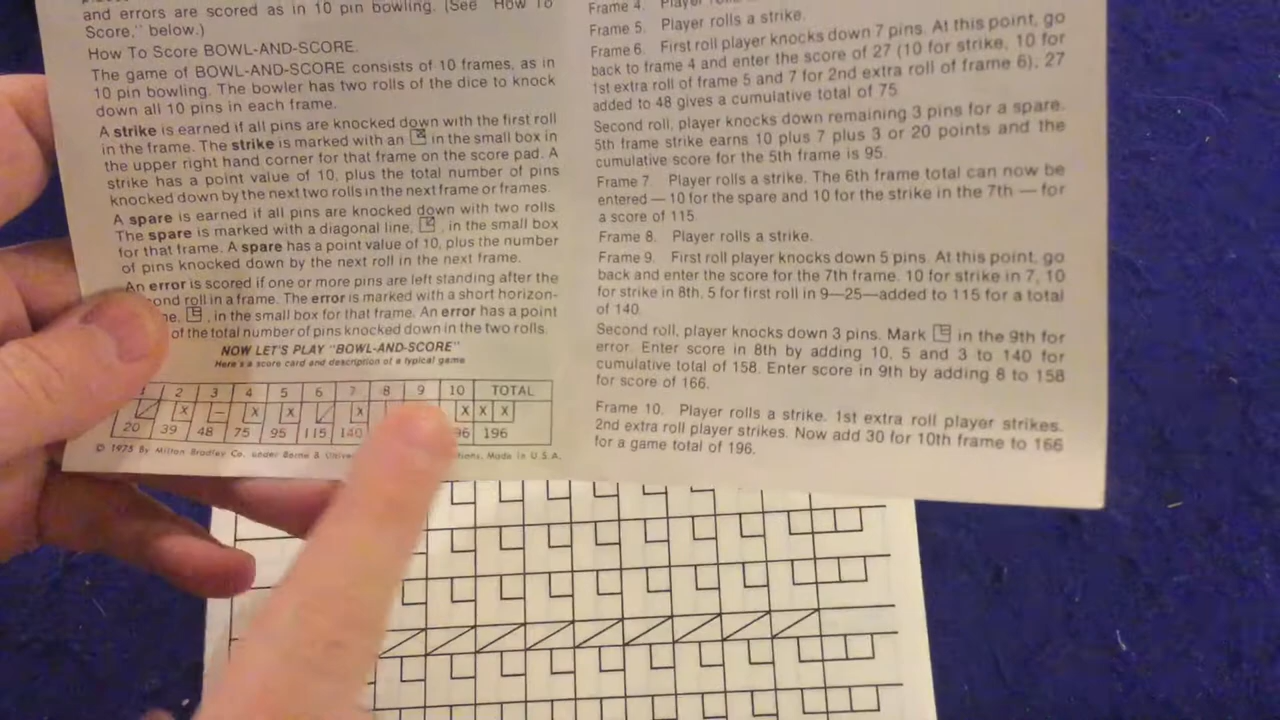 and errors are scored as in 10 pin bowling. (See "How To
Score," below.)
How To Score BOWL-AND-SCORE.
The game of BOWL-AND-SCORE consists of 10 frames, as in
10 pin bowling. The bowler has two rolls of the dice to knock
down all 10 pins in each frame.
A strike is earned if all pins are knocked down with the first roll
in the frame. The strike is marked with an in the small box in
the upper right hand corner for that frame on the score pad. A
strike has a point value of 10, plus the total number of pins
knocked down by the next two rolls in the next frame or frames.
A spare is earned if all pins are knocked down with two rolls.
The spare is marked with a diagonal line, , in the small box
for that frame. A spare has a point value of 10, plus the number
of pins knocked down by the next roll in the next frame.
An error is scored if one or more pins are left standing after the
ond roll in a frame. The error is marked with a short horizon-
ne, , in the small box for that frame. An error has a point
of the total number of pins knocked down in the two rolls.
NOW LET'S PLAY "BOWL-AND-SCORE"
Here's a score card and description of a typical game
1 2 3 4 5 6 7 8 9 10 TOTAL
/ X – X X / X X X X
20 39 48 75 95 115 140 96 196
© 1975 By Milton Bradley Co. under Berne & Univer ions. Made in U.S.A.
Frame 4. Player
Frame 5. Player rolls a strike.
Frame 6. First roll player knocks down 7 pins. At this point, go
back to frame 4 and enter the score of 27 (10 for strike, 10 for
1st extra roll of frame 5 and 7 for 2nd extra roll of frame 6), 27
added to 48 gives a cumulative total of 75.
Second roll, player knocks down remaining 3 pins for a spare.
5th frame strike earns 10 plus 7 plus 3 or 20 points and the
cumulative score for the 5th frame is 95.
Frame 7. Player rolls a strike. The 6th frame total can now be
entered — 10 for the spare and 10 for the strike in the 7th — for
a score of 115.
Frame 8. Player rolls a strike.
Frame 9. First roll player knocks down 5 pins. At this point, go
back and enter the score for the 7th frame. 10 for strike in 7, 10
for strike in 8th, 5 for first roll in 9—25—added to 115 for a total
of 140.
Second roll, player knocks down 3 pins. Mark in the 9th for
error. Enter score in 8th by adding 10, 5 and 3 to 140 for
cumulative total of 158. Enter score in 9th by adding 8 to 158
for score of 166.
Frame 10. Player rolls a strike. 1st extra roll player strikes.
2nd extra roll player strikes. Now add 30 for 10th frame to 166
for a game total of 196.